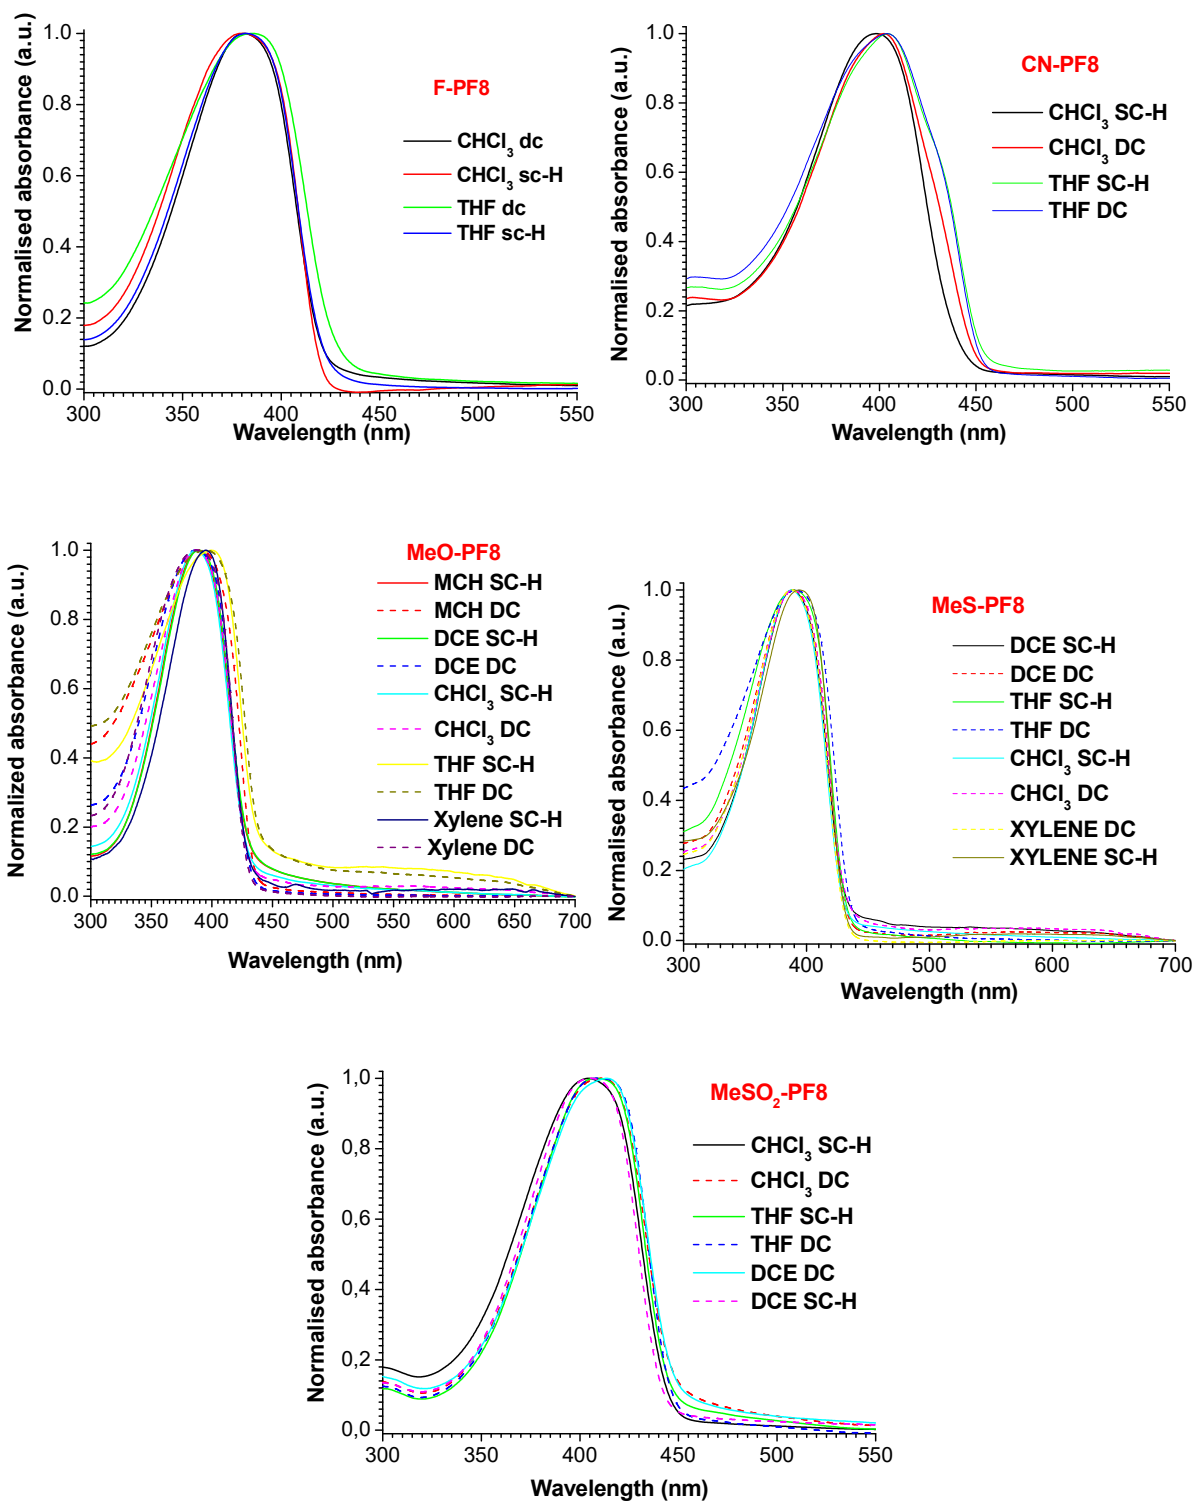 F-PF8
CHCl3 dc
CHCl3 sc-H
THF dc
THF sc-H
Normalised absorbance (a.u.)
1.0
0.8
0.6
0.4
0.2
0.0
300 350 400 450 500 550
Wavelength (nm)
CN-PF8
CHCl3 SC-H
CHCl3 DC
THF SC-H
THF DC
Normalised absorbance (a.u.)
1.0
0.8
0.6
0.4
0.2
0.0
300 350 400 450 500 550
Wavelength (nm)
MeO-PF8
MCH SC-H
MCH DC
DCE SC-H
DCE DC
CHCl3 SC-H
CHCl3 DC
THF SC-H
THF DC
Xylene SC-H
Xylene DC
Normalized absorbance (a.u.)
1.0
0.8
0.6
0.4
0.2
0.0
300 350 400 450 500 550 600 650 700
Wavelength (nm)
MeS-PF8
DCE SC-H
DCE DC
THF SC-H
THF DC
CHCl3 SC-H
CHCl3 DC
XYLENE DC
XYLENE SC-H
Normalised absorbance (a.u.)
1.0
0.8
0.6
0.4
0.2
0.0
300 400 500 600 700
Wavelength (nm)
MeSO2-PF8
CHCl3 SC-H
CHCl3 DC
THF SC-H
THF DC
DCE DC
DCE SC-H
Normalised absorbance (a.u.)
1,0
0,8
0,6
0,4
0,2
0,0
300 350 400 450 500 550
Wavelength (nm)